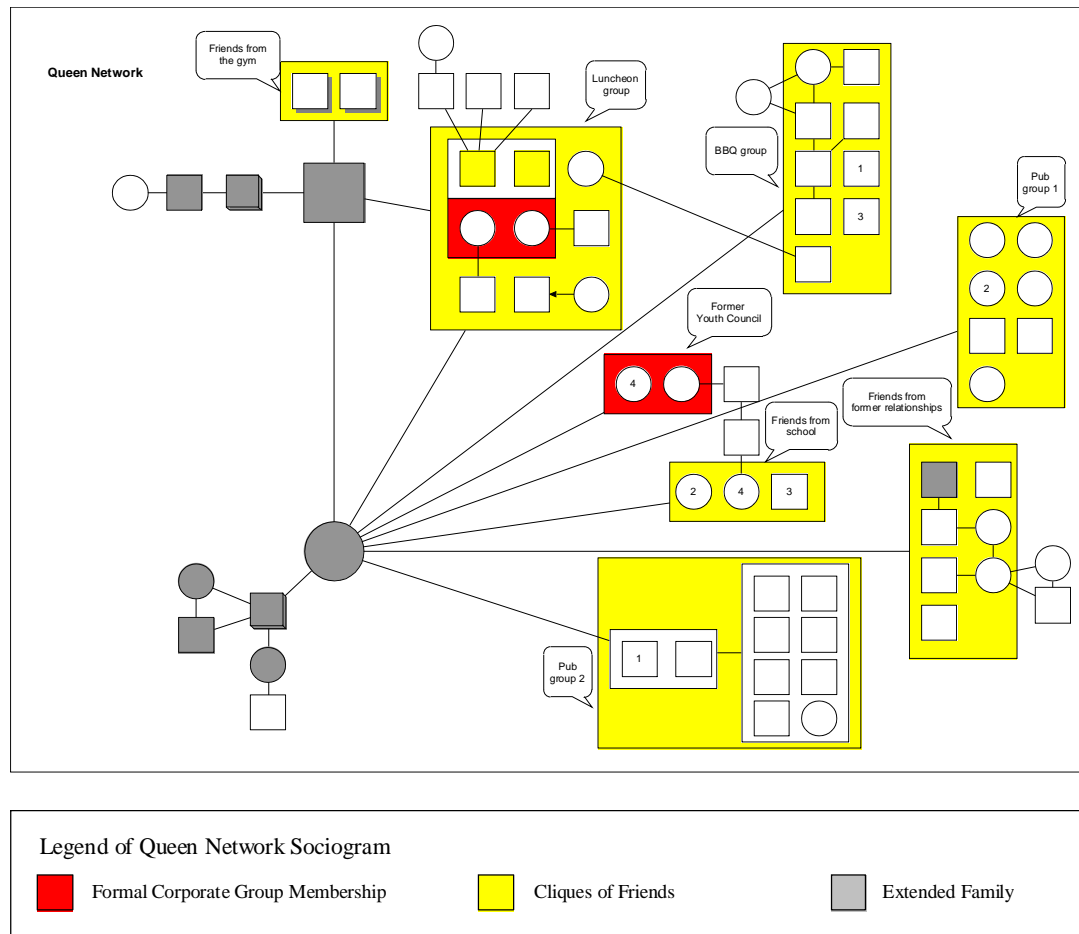 Friends from
the gym
Queen Network
Luncheon
group
BBQ group
1
3
Pub
group 1
2
Former
Youth Council
4
Friends from
former relationships
Friends from
school
2
4
3
Pub
group 2
1
Legend of Queen Network Sociogram
Formal Corporate Group Membership
Cliques of Friends
Extended Family